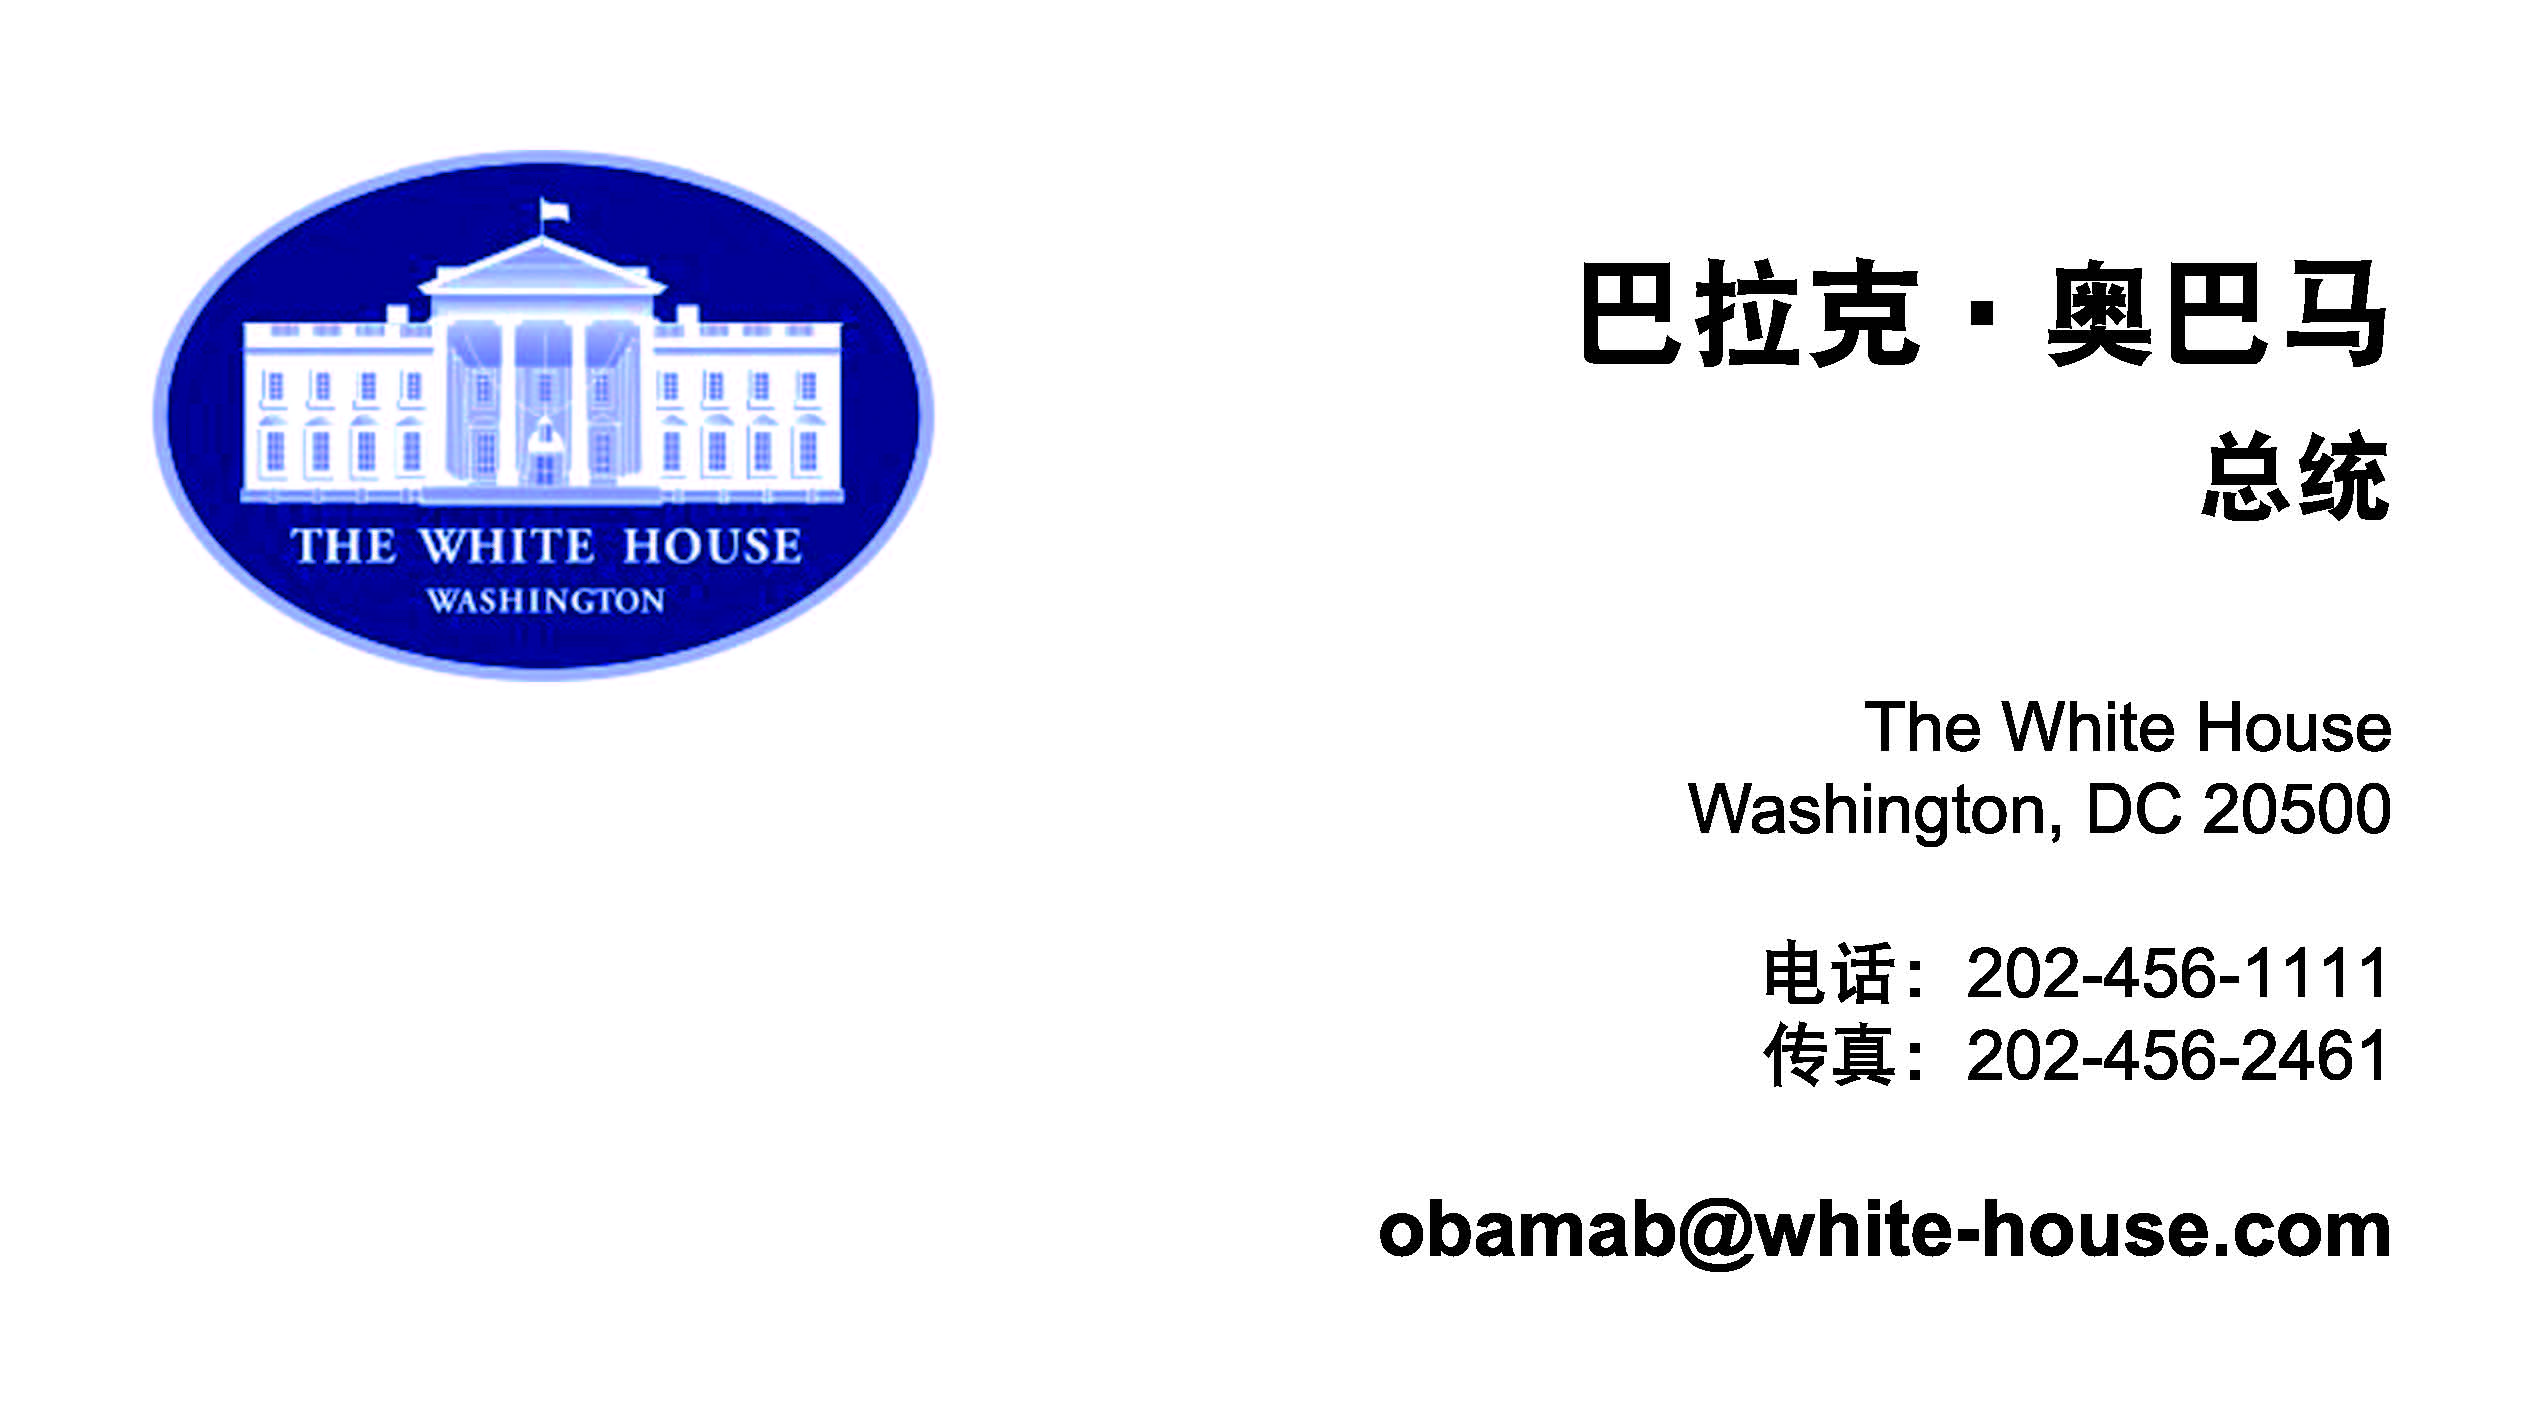 THE WHITE HOUSE
WASHINGTON
巴拉克·奥巴马
总统
The White House
Washington, DC 20500
电话：202-456-1111
传真：202-456-2461
obamab@white-house.com